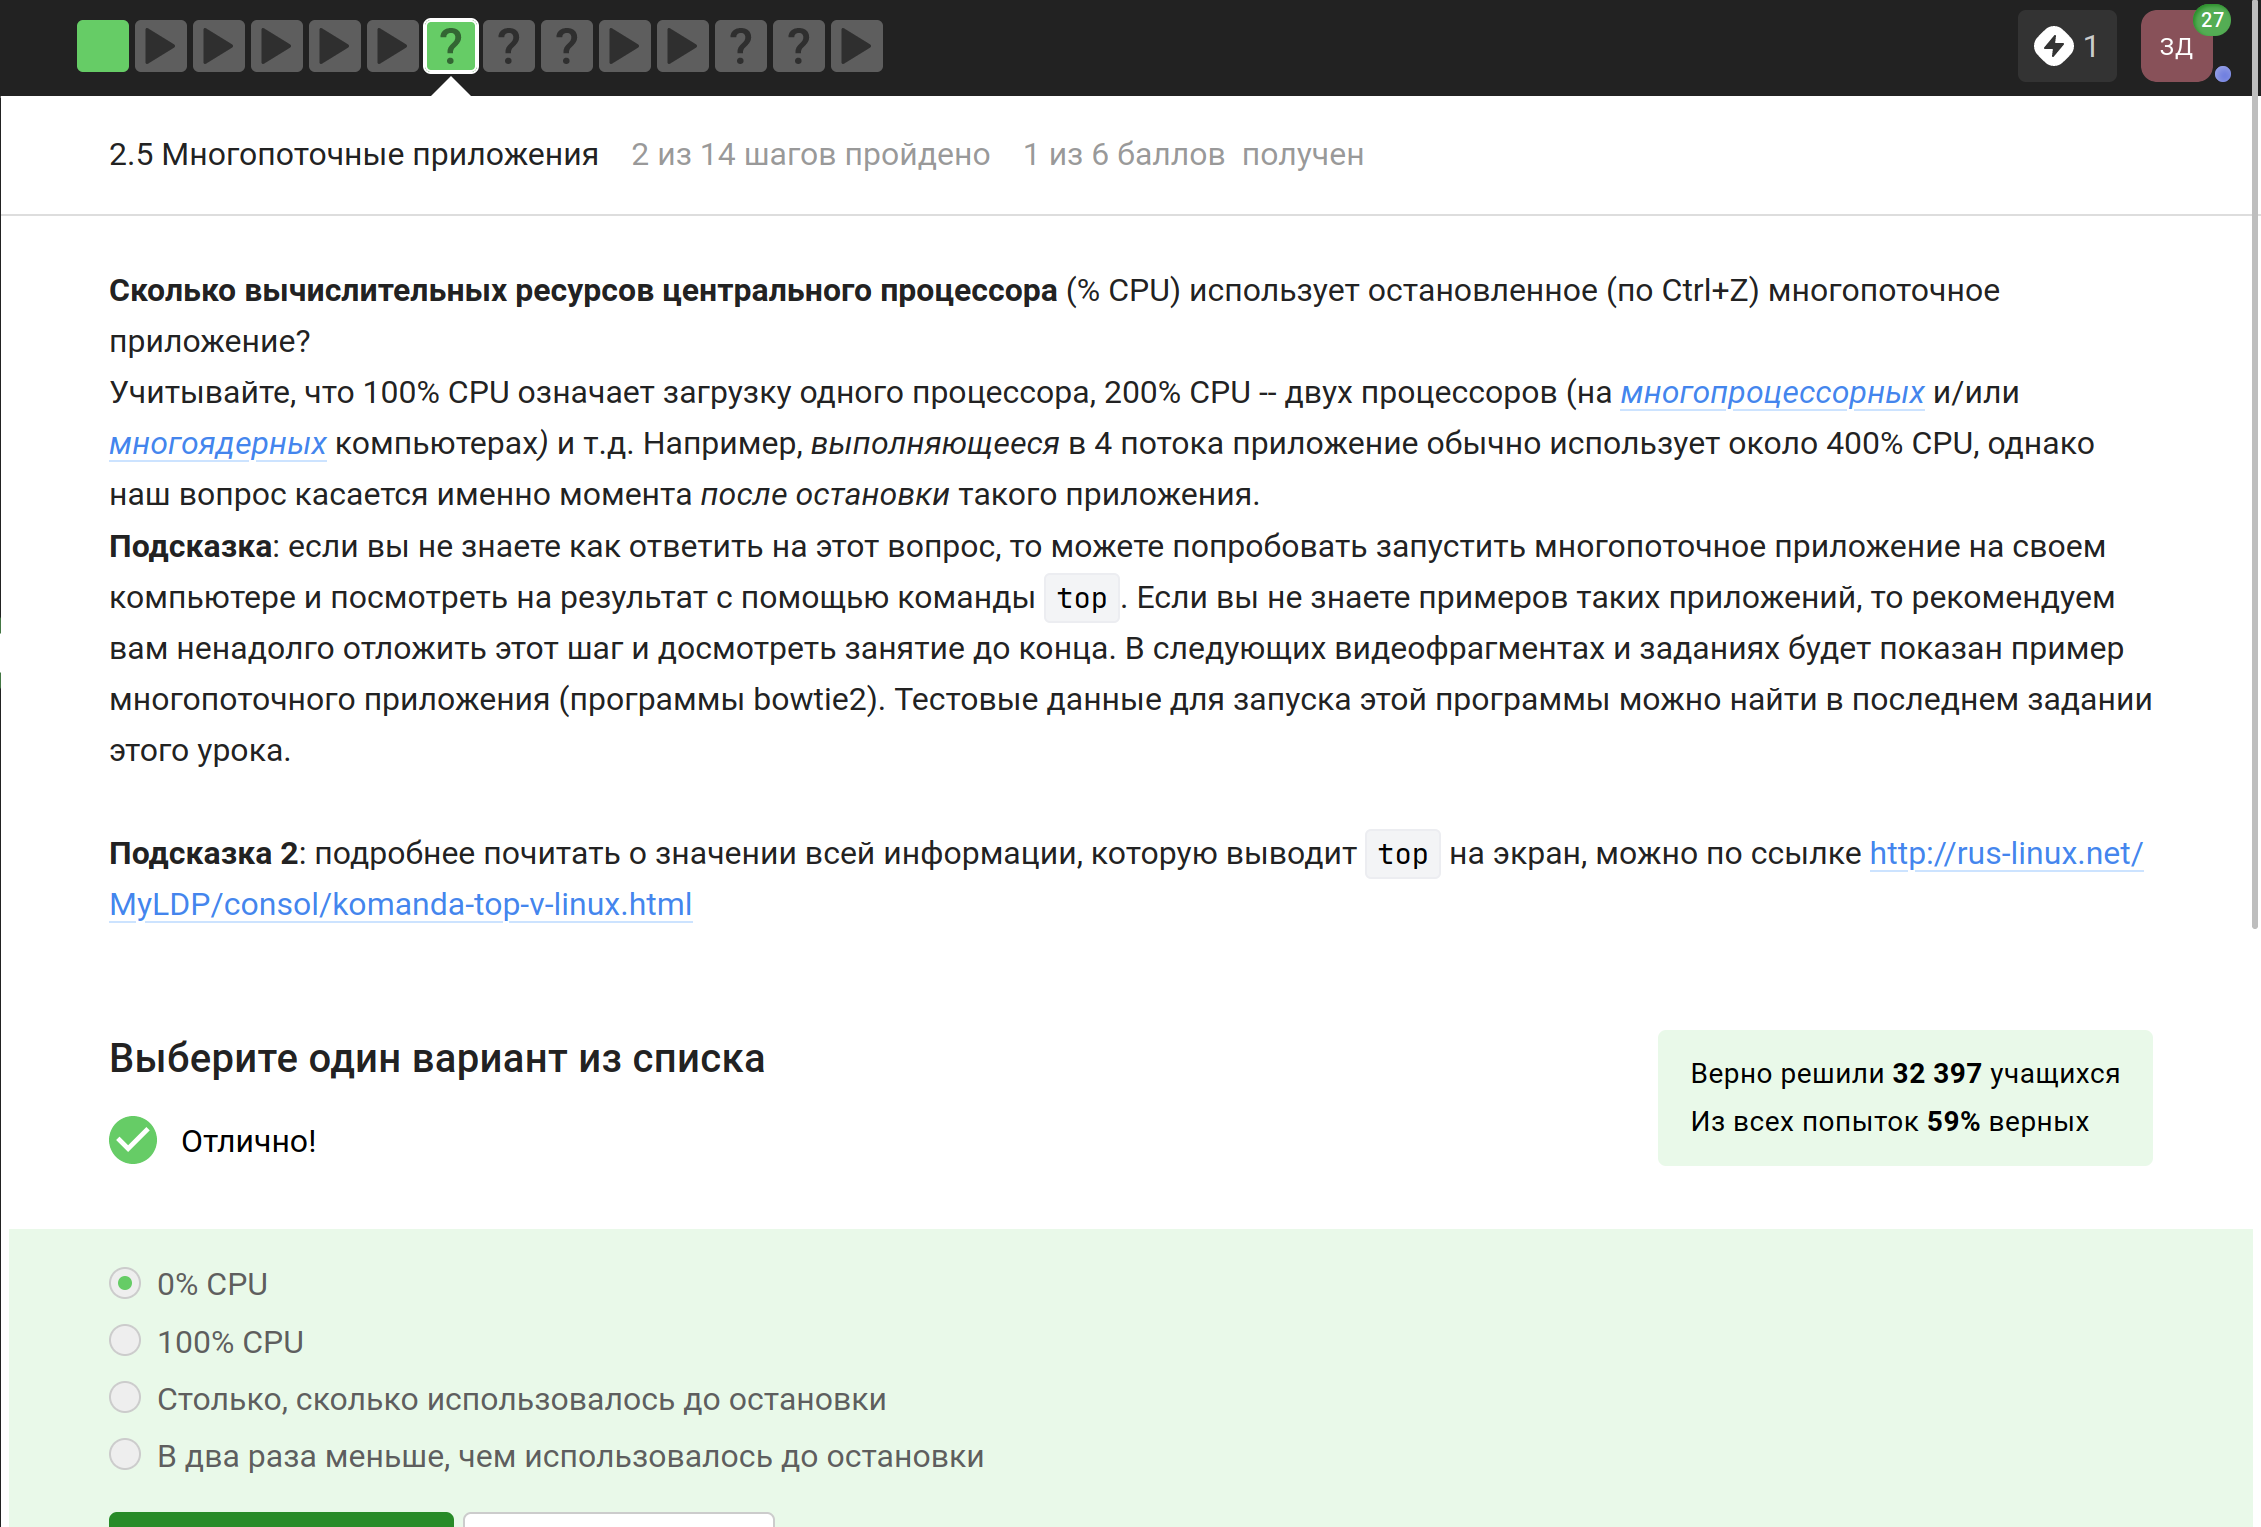 ? ? ? ? ?
1
ЗД
27
2.5 Многопоточные приложения 2 из 14 шагов пройдено 1 из 6 баллов получен
Сколько вычислительных ресурсов центрального процессора (% CPU) использует остановленное (по Ctrl+Z) многопоточное
приложение?
Учитывайте, что 100% CPU означает загрузку одного процессора, 200% CPU -- двух процессоров (на многопроцессорных и/или
многоядерных компьютерах) и т.д. Например, выполняющееся в 4 потока приложение обычно использует около 400% CPU, однако
наш вопрос касается именно момента после остановки такого приложения.
Подсказка: если вы не знаете как ответить на этот вопрос, то можете попробовать запустить многопоточное приложение на своем
компьютере и посмотреть на результат с помощью команды top. Если вы не знаете примеров таких приложений, то рекомендуем
вам ненадолго отложить этот шаг и досмотреть занятие до конца. В следующих видеофрагментах и заданиях будет показан пример
многопоточного приложения (программы bowtie2). Тестовые данные для запуска этой программы можно найти в последнем задании
этого урока.
Подсказка 2: подробнее почитать о значении всей информации, которую выводит top на экран, можно по ссылке http://rus-linux.net/
MyLDP/consol/komanda-top-v-linux.html
Выберите один вариант из списка
Верно решили 32 397 учащихся
Из всех попыток 59% верных
Отлично!
0% CPU
100% CPU
Столько, сколько использовалось до остановки
В два раза меньше, чем использовалось до остановки